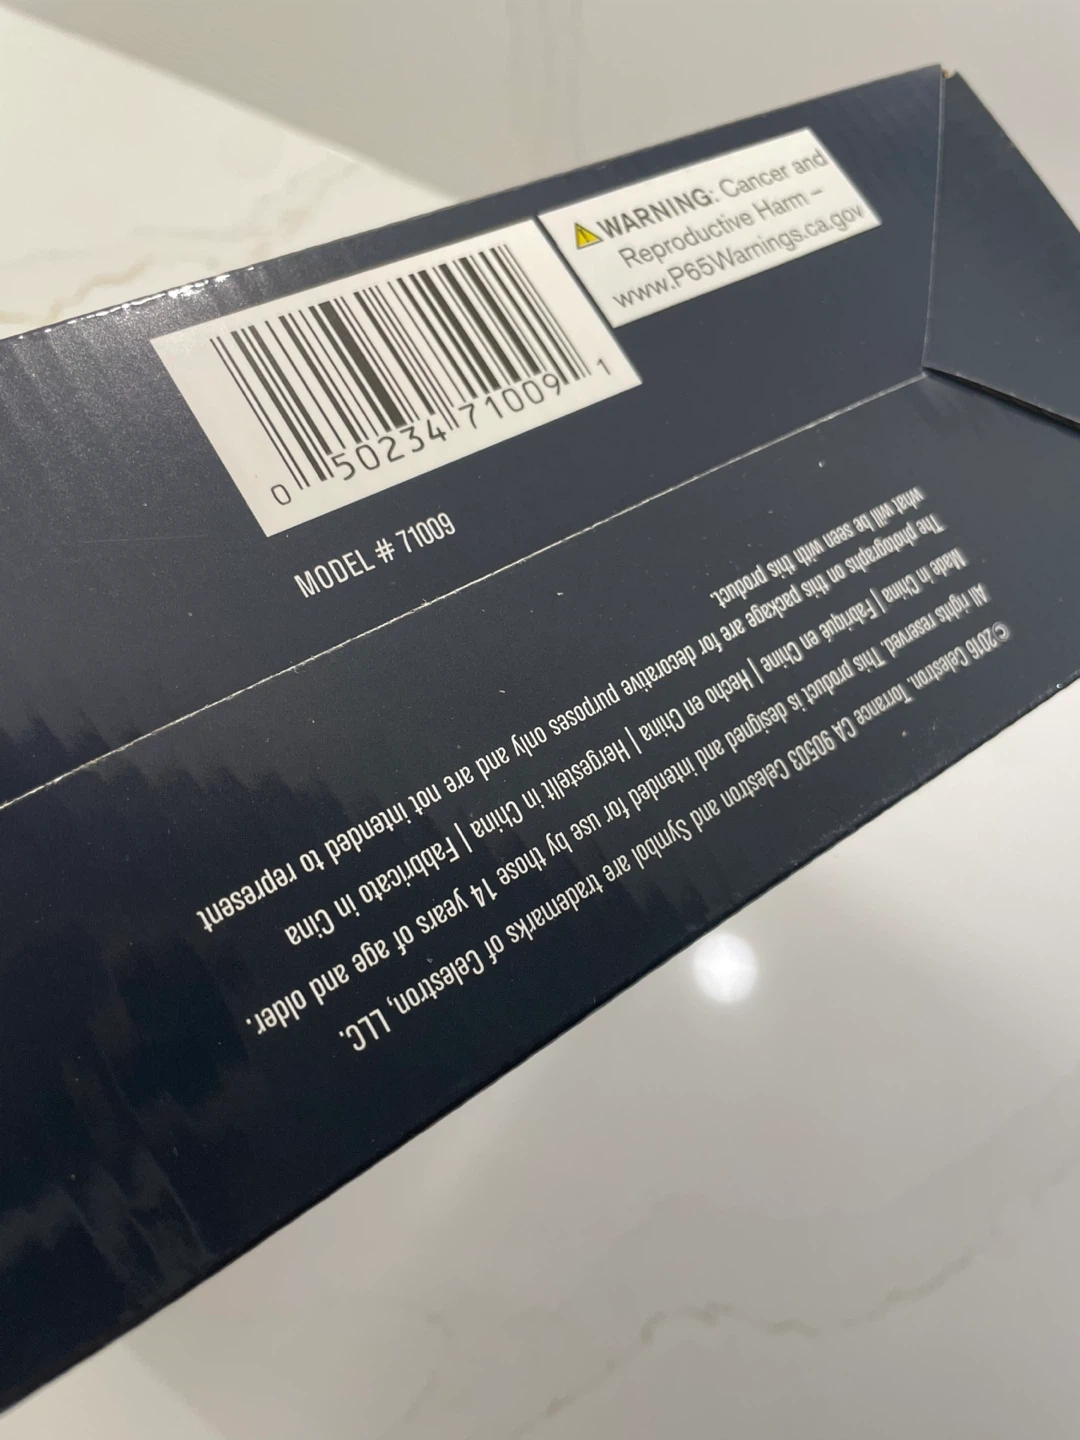 ⚠WARNING: Cancer and
Reproductive Harm –
www.P65Warnings.ca.gov
0 50234 71009 1
MODEL # 71009
©2016 Celestron, Torrance CA 90503 Celestron and Symbol are trademarks of Celestron, LLC.
All rights reserved. This product is designed and intended for use by those 14 years of age and older.
Made in China | Fabriqué en Chine | Hecho en China | Hergestellt in China | Fabbricato in Cina
The photographs on this package are for decorative purposes only and are not intended to represent
what will be seen with this product.